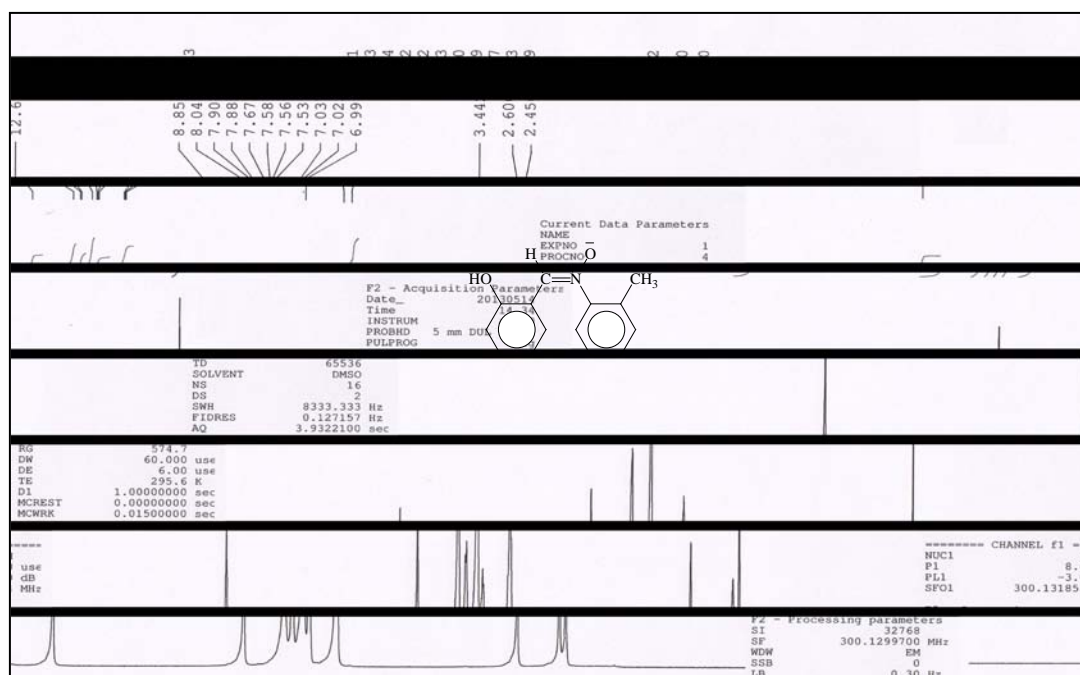 8.85
8.04
7.90
7.88
7.67
7.58
7.56
7.53
7.03
7.02
6.99
3.44
2.60
2.45
Current Data Parameters
NAME
EXPNO 1
PROCNO 4
H O
HO C N CH3
F2 - Acquisition Parameters
Date_ 20130514
Time 14.34
INSTRUM
PROBHD 5 mm
PULPROG
TD 65536
SOLVENT DMSO
NS 16
DS 2
SWH 8333.333 Hz
FIDRES 0.127157 Hz
AQ 3.9322100 sec
RG 574.7
DW 60.000 use
DE 6.00 use
TE 295.6 K
D1 1.00000000 sec
MCREST 0.00000000 sec
MCWRK 0.01500000 sec
======== CHANNEL f1 =
NUC1
P1 8.
PL1 -3.
SFO1 300.13185
use
dB
MHz
F2 - Processing parameters
SI 32768
SF 300.1299700 MHz
WDW EM
SSB 0
LB 0.30 Hz